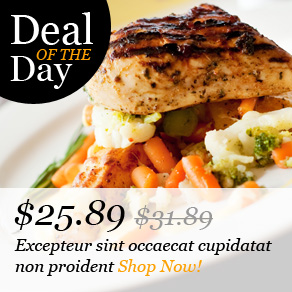 Deal
OF THE
Day
$25.89 $31.89
Excepteur sint occaecat cupidatat
non proident Shop Now!